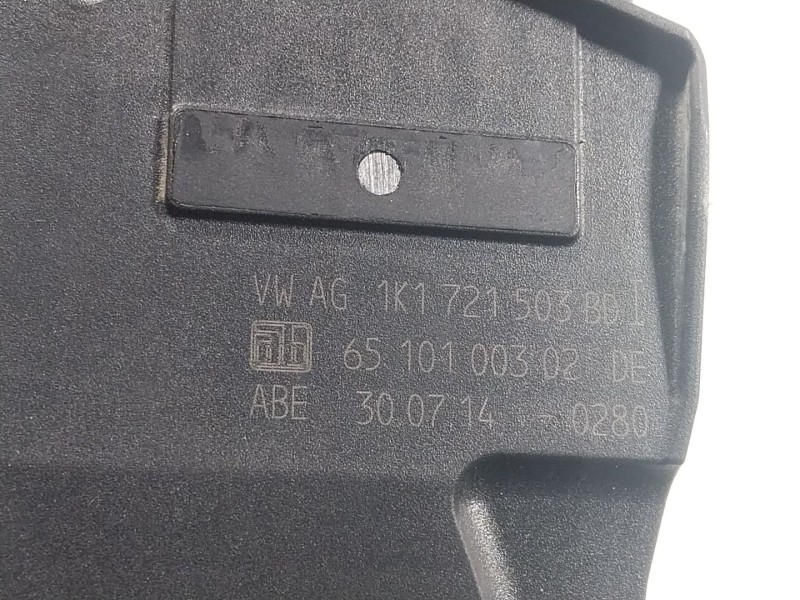 VW AG 1K1 721 503 BD I
65 101 003 02 DE
ABE 30.07.14 - 0280